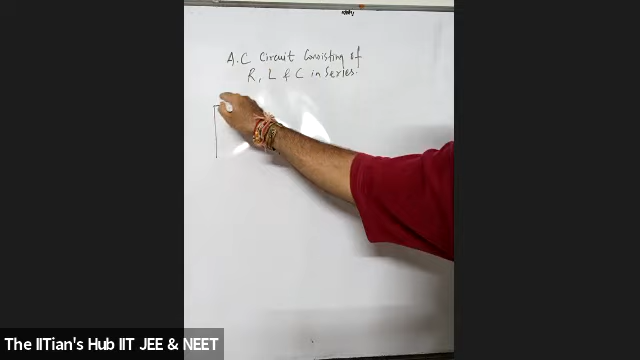 A.C Circuit Consisting of
R, L & C in Series.
The IITian's Hub IIT JEE & NEET